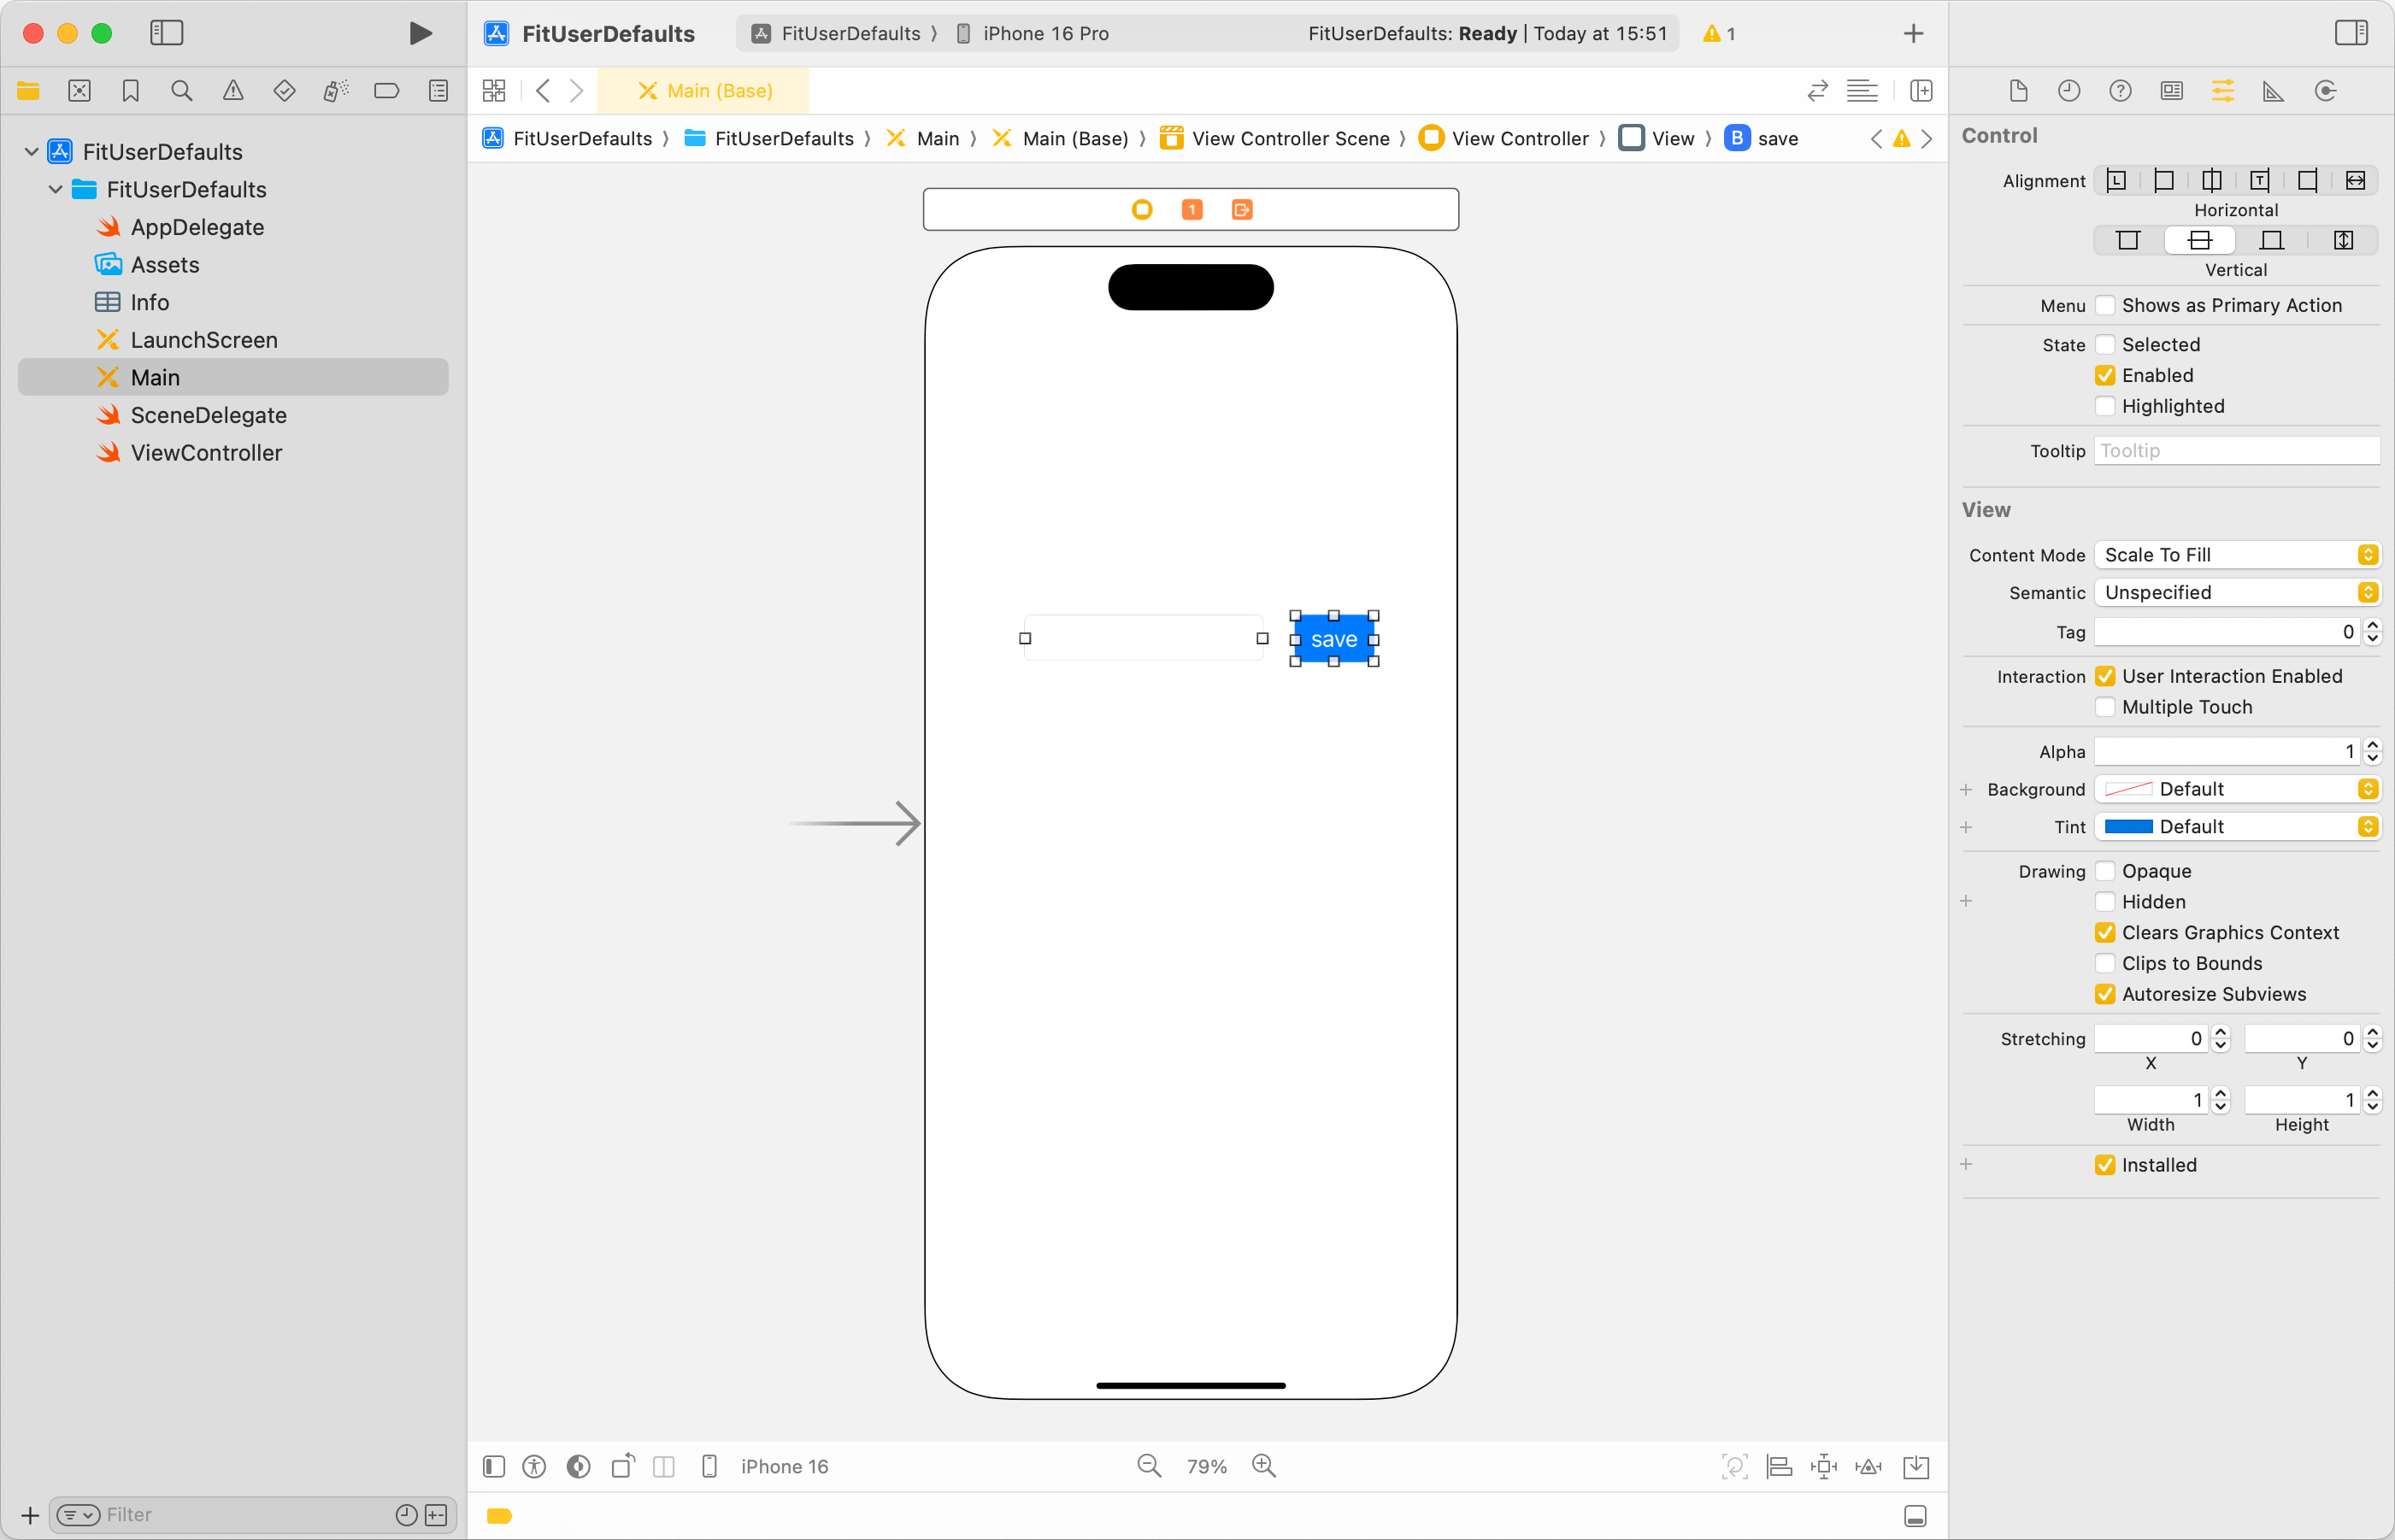 FitUserDefaults
FitUserDefaults 〉 iPhone 16 Pro
FitUserDefaults: Ready | Today at 15:51
1
Main (Base)
FitUserDefaults 〉 FitUserDefaults 〉 Main 〉 Main (Base) 〉 View Controller Scene 〉 View Controller 〉 View 〉 B save
FitUserDefaults
FitUserDefaults
AppDelegate
Assets
Info
LaunchScreen
Main
SceneDelegate
ViewController
Filter
1
save
iPhone 16
79%
Control
Alignment
L
T
Horizontal
Vertical
Menu Shows as Primary Action
State Selected
Enabled
Highlighted
Tooltip Tooltip
View
Content Mode Scale To Fill
Semantic Unspecified
Tag 0
Interaction User Interaction Enabled
Multiple Touch
Alpha 1
Background Default
Tint Default
Drawing Opaque
Hidden
Clears Graphics Context
Clips to Bounds
Autoresize Subviews
Stretching 0 0
X Y
1 1
Width Height
Installed